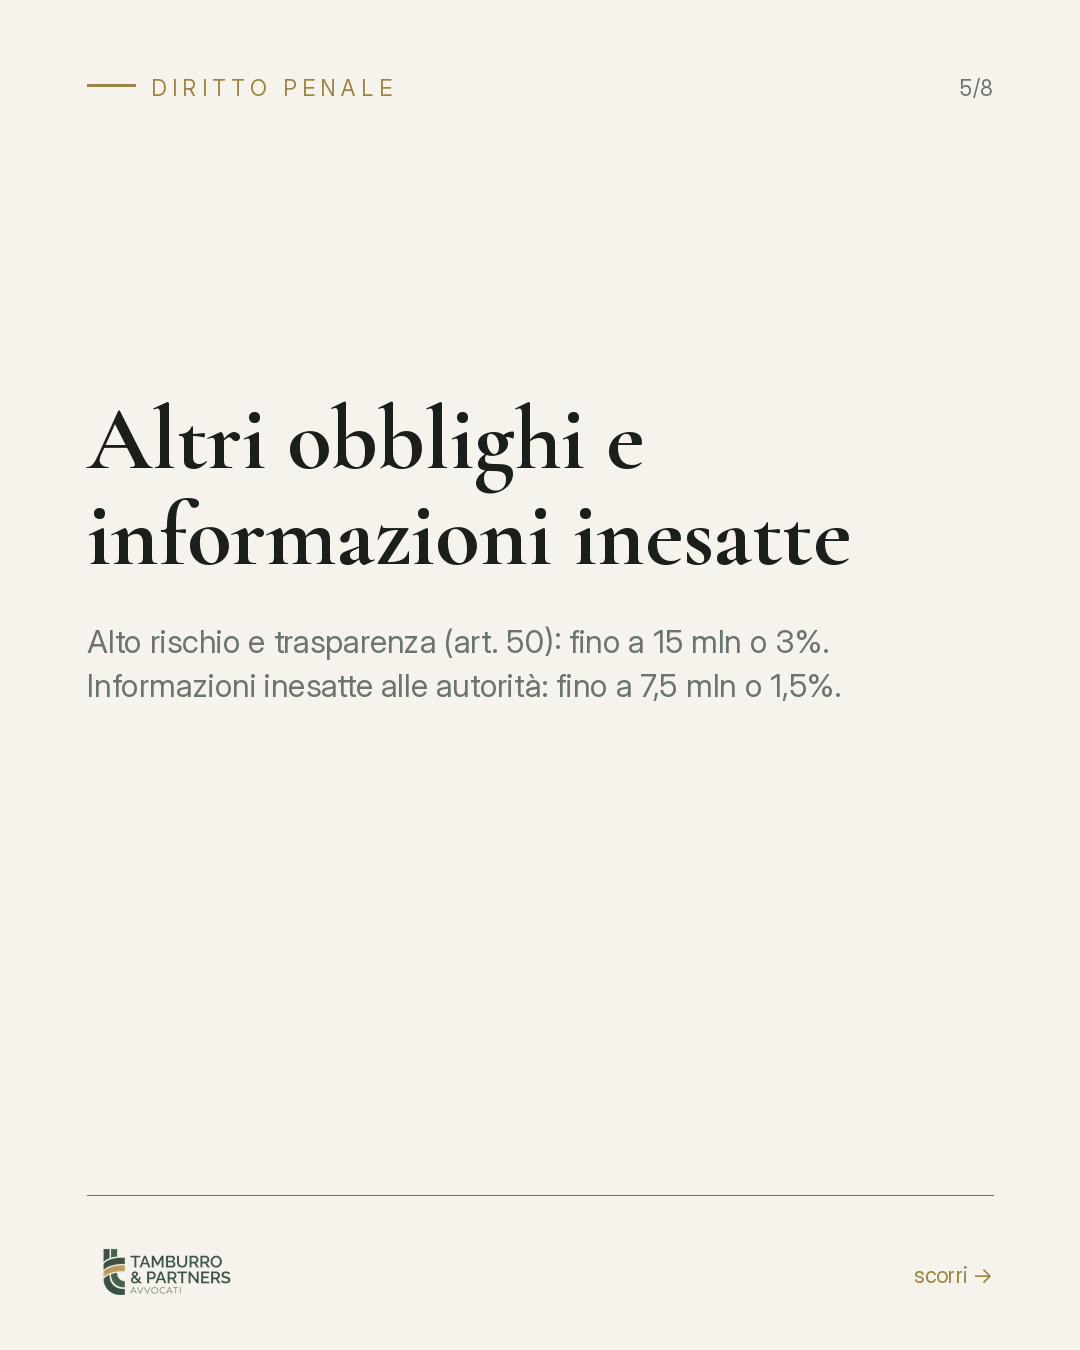 DIRITTO PENALE
5/8
Altri obblighi e
informazioni inesatte
Alto rischio e trasparenza (art. 50): fino a 15 mln o 3%.
Informazioni inesatte alle autorità: fino a 7,5 mln o 1,5%.
TAMBURRO
& PARTNERS
AVVOCATI
scorri →